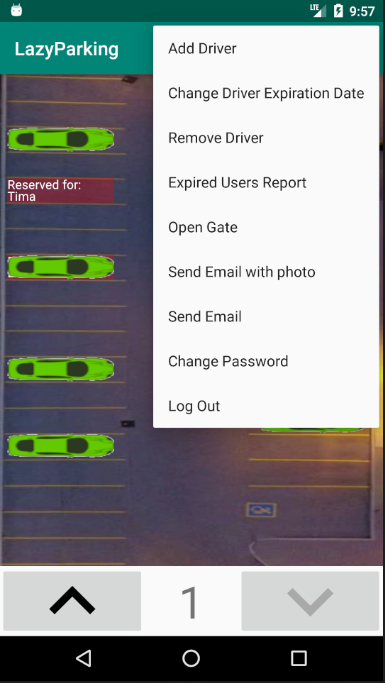 LTE 9:57
LazyParking
Add Driver
Change Driver Expiration Date
Remove Driver
Expired Users Report
Open Gate
Send Email with photo
Send Email
Change Password
Log Out
Reserved for:
Tima
1